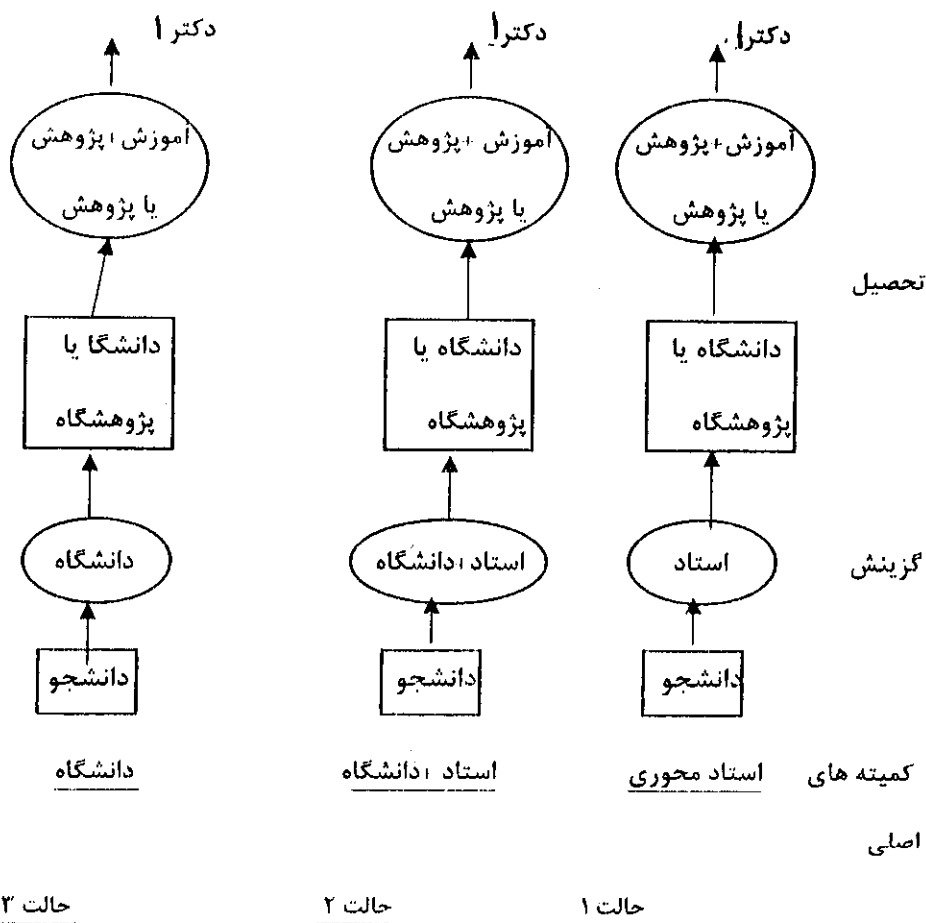 دکترا دکترا دکترا
آموزش+پژوهش آموزش+پژوهش آموزش+پژوهش
یا پژوهش یا پژوهش یا پژوهش
تحصیل
دانشگاه یا دانشگاه یا دانشگا یا
پژوهشگاه پژوهشگاه پژوهشگاه
گزینش استاد استاد+دانشگاه دانشگاه
دانشجو دانشجو دانشجو
کمیته های استاد محوری استاد+دانشگاه دانشگاه
اصلی
حالت ۱ حالت ۲ حالت ۳